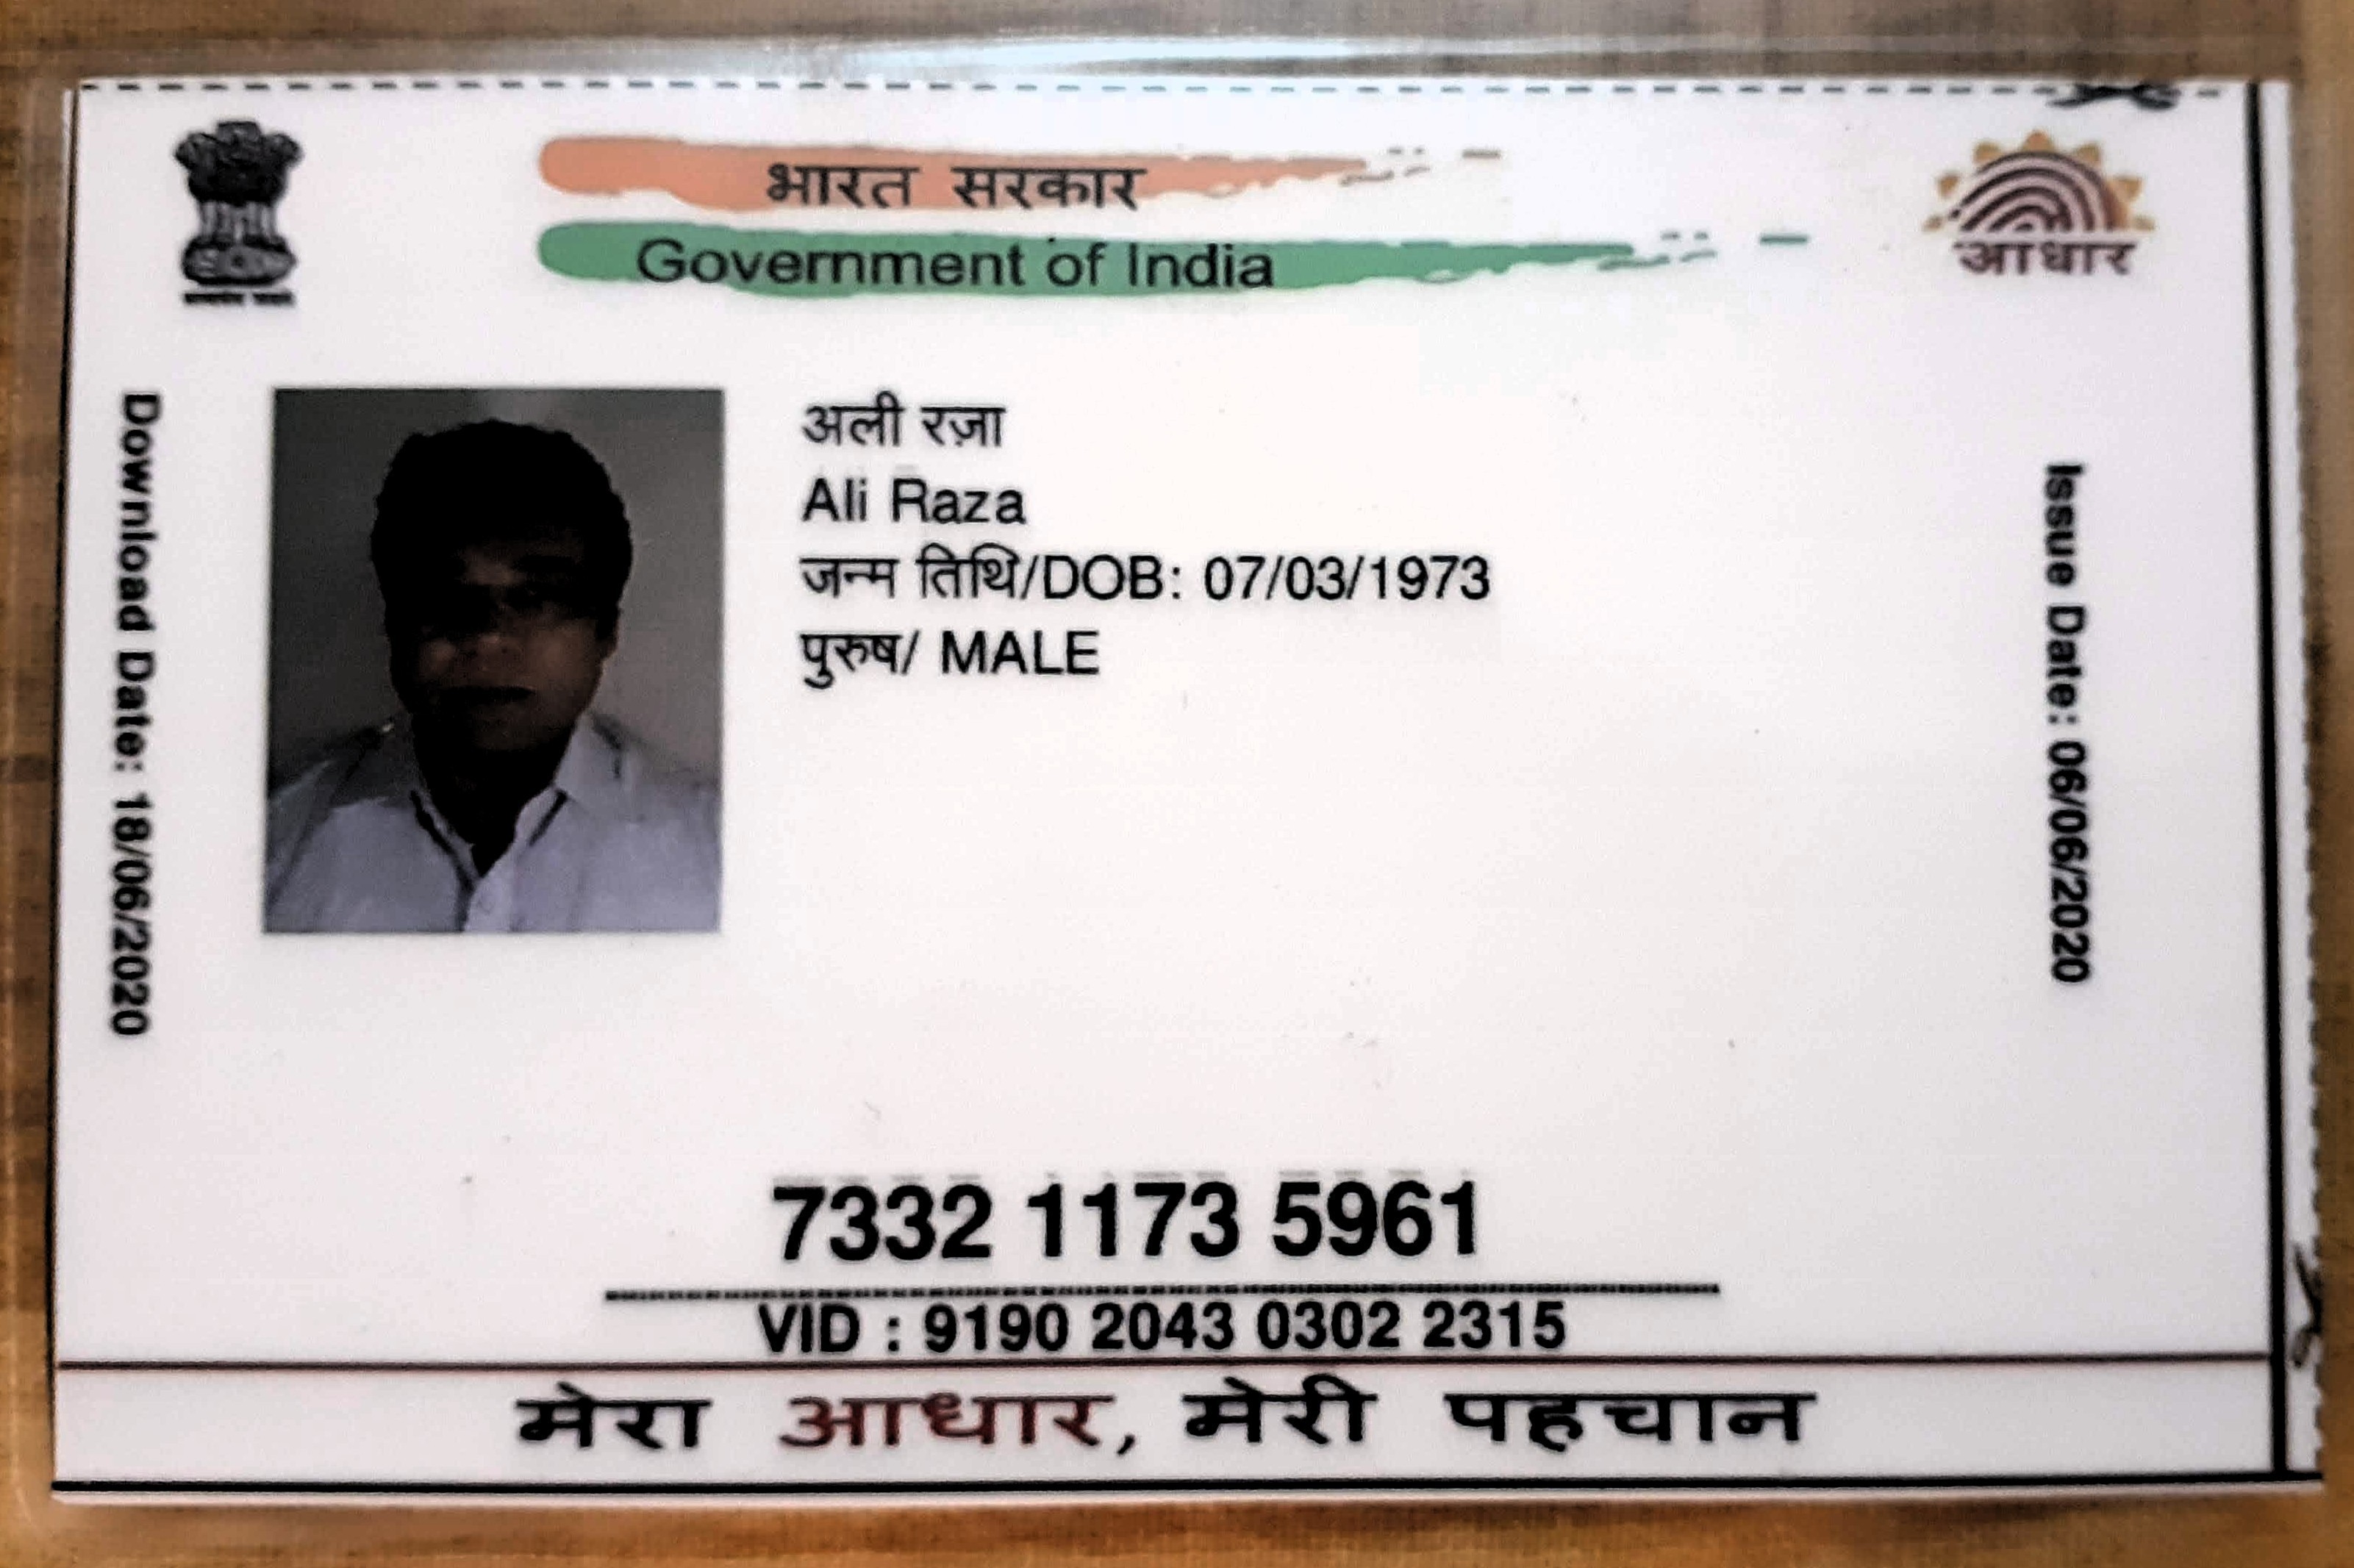 भारत सरकार
Government of India
आधार
Download Date: 18/06/2020
अली रज़ा
Ali Raza
जन्म तिथि/DOB: 07/03/1973
पुरुष/ MALE
Issue Date: 06/06/2020
7332 1173 5961
VID : 9190 2043 0302 2315
मेरा आधार, मेरी पहचान